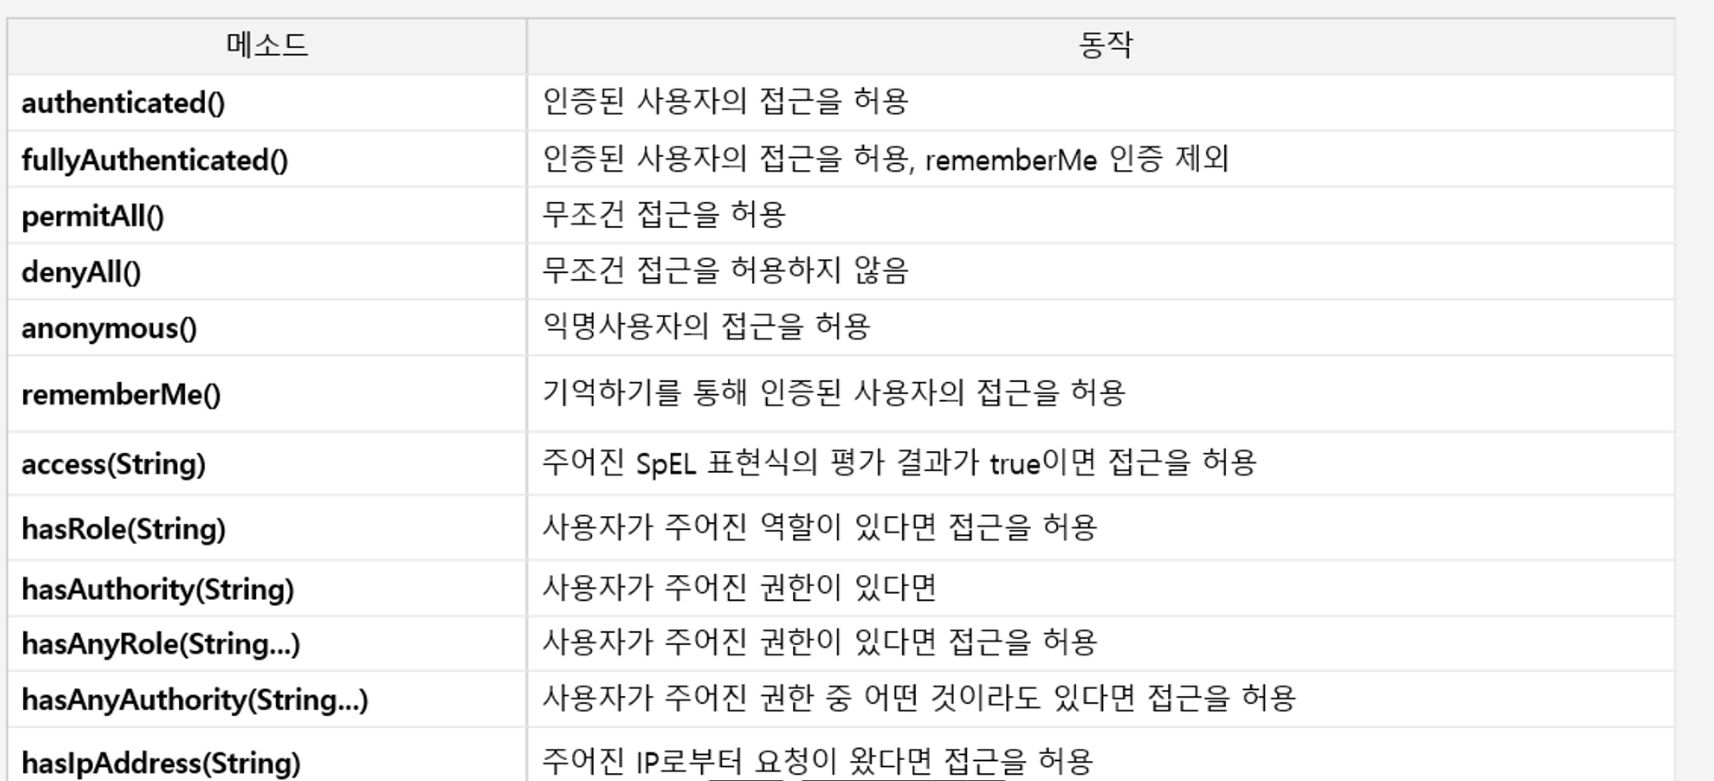 메소드 동작
authenticated() 인증된 사용자의 접근을 허용
fullyAuthenticated() 인증된 사용자의 접근을 허용, rememberMe 인증 제외
permitAll() 무조건 접근을 허용
denyAll() 무조건 접근을 허용하지 않음
anonymous() 익명사용자의 접근을 허용
rememberMe() 기억하기를 통해 인증된 사용자의 접근을 허용
access(String) 주어진 SpEL 표현식의 평가 결과가 true이면 접근을 허용
hasRole(String) 사용자가 주어진 역할이 있다면 접근을 허용
hasAuthority(String) 사용자가 주어진 권한이 있다면
hasAnyRole(String...) 사용자가 주어진 권한이 있다면 접근을 허용
hasAnyAuthority(String...) 사용자가 주어진 권한 중 어떤 것이라도 있다면 접근을 허용
hasIpAddress(String) 주어진 IP로부터 요청이 왔다면 접근을 허용